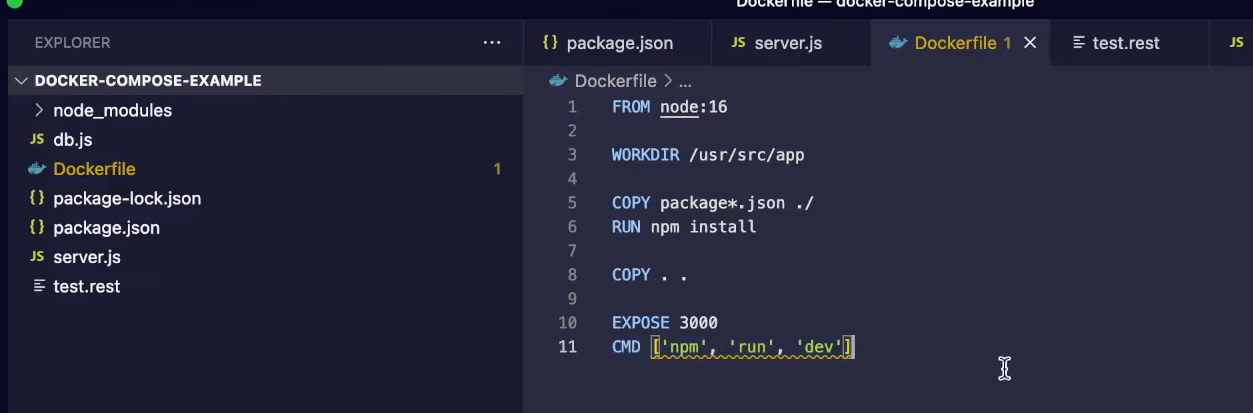 Dockerfile — docker-compose-example
EXPLORER ...
{} package.json JS server.js Dockerfile 1 × test.rest JS
DOCKER-COMPOSE-EXAMPLE
Dockerfile > ...
node_modules
JS db.js
Dockerfile 1
{} package-lock.json
{} package.json
JS server.js
test.rest
1 FROM node:16
2
3 WORKDIR /usr/src/app
4
5 COPY package*.json ./
6 RUN npm install
7
8 COPY . .
9
10 EXPOSE 3000
11 CMD ['npm', 'run', 'dev']